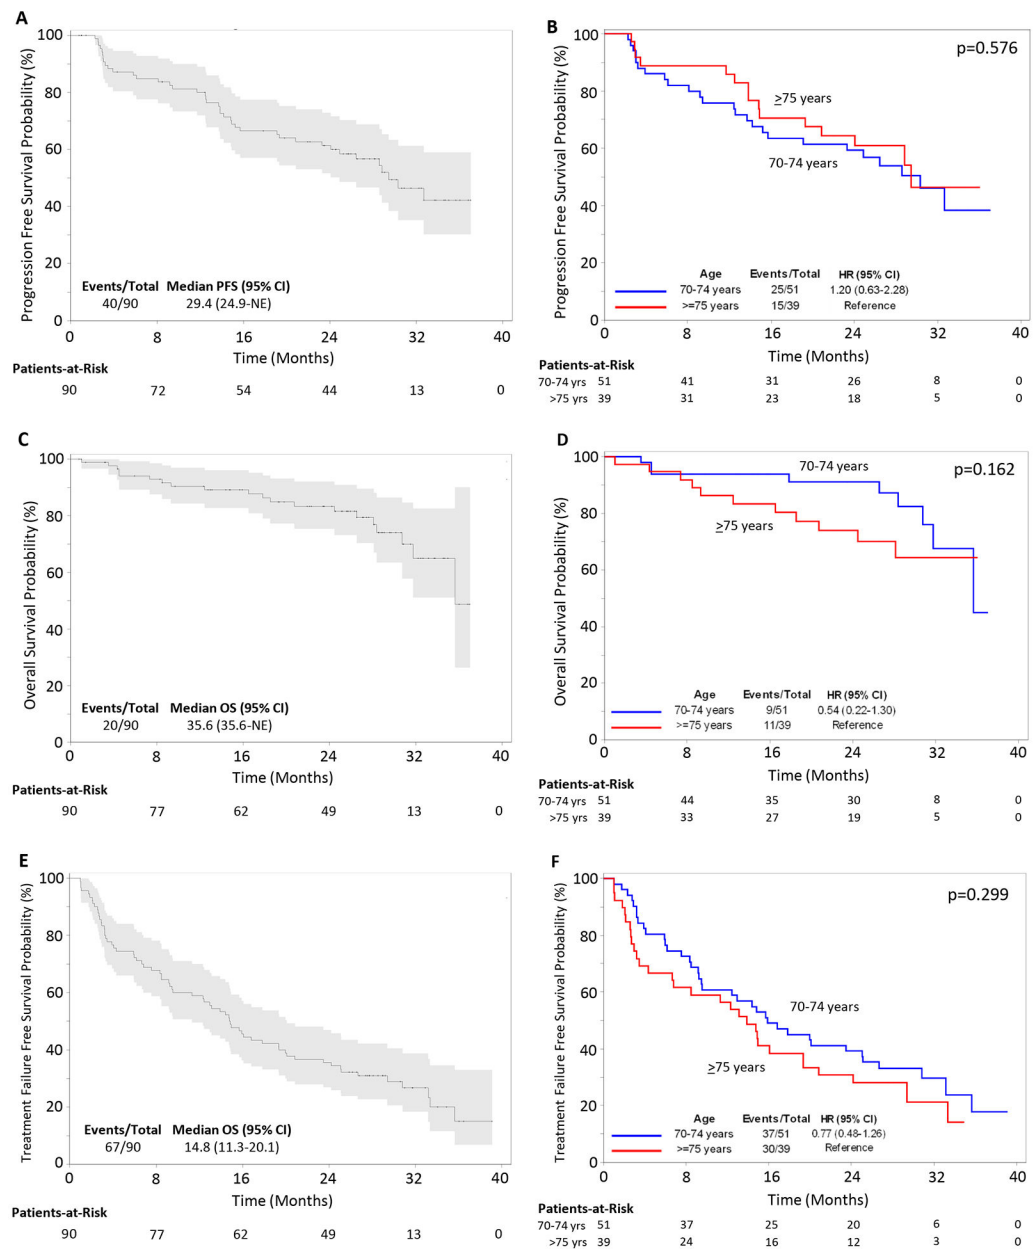 A
Progression Free Survival Probability (%)
100
80
60
40
20
0
Events/Total Median PFS (95% CI)
40/90 29.4 (24.9-NE)
0 8 16 24 32 40
Time (Months)
Patients-at-Risk
90 72 54 44 13 0
B
p=0.576
Progression Free Survival Probability (%)
100
80
60
40
20
0
≥75 years
70-74 years
Age Events/Total HR (95% CI)
70-74 years 25/51 1.20 (0.63-2.28)
>=75 years 15/39 Reference
0 8 16 24 32 40
Time (Months)
Patients-at-Risk
70-74 yrs 51 41 31 26 8 0
>75 yrs 39 31 23 18 5 0
C
Overall Survival Probability (%)
100
80
60
40
20
0
Events/Total Median OS (95% CI)
20/90 35.6 (35.6-NE)
0 8 16 24 32 40
Time (Months)
Patients-at-Risk
90 77 62 49 13 0
D
p=0.162
Overall Survival Probability (%)
100
80
60
40
20
0
70-74 years
≥75 years
Age Events/Total HR (95% CI)
70-74 years 9/51 0.54 (0.22-1.30)
>=75 years 11/39 Reference
0 8 16 24 32 40
Time (Months)
Patients-at-Risk
70-74 yrs 51 44 35 30 8 0
>75 yrs 39 33 27 19 5 0
E
Treatment Failure Free Survival Probability (%)
100
80
60
40
20
0
Events/Total Median OS (95% CI)
67/90 14.8 (11.3-20.1)
0 8 16 24 32 40
Time (Months)
Patients-at-Risk
90 77 62 49 13 0
F
p=0.299
Treatment Failure Free Survival Probability (%)
100
80
60
40
20
0
70-74 years
≥75 years
Age Events/Total HR (95% CI)
70-74 years 37/51 0.77 (0.48-1.26)
>=75 years 30/39 Reference
0 8 16 24 32 40
Time (Months)
Patients-at-Risk
70-74 yrs 51 37 25 20 6 0
>75 yrs 39 24 16 12 3 0